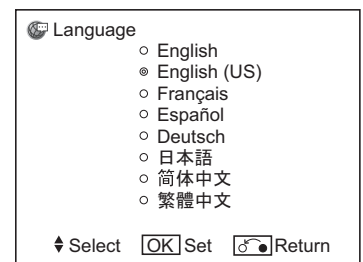 Language
English
English (US)
Français
Español
Deutsch
日本語
简体中文
繁體中文
Select OK Set Return